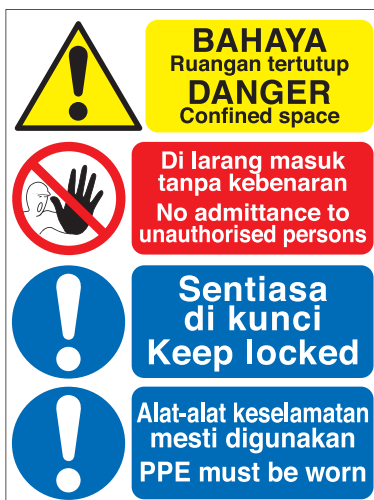 BAHAYA
Ruangan tertutup
DANGER
Confined space
Di larang masuk
tanpa kebenaran
No admittance to
unauthorised persons
Sentiasa
di kunci
Keep locked
Alat-alat keselamatan
mesti digunakan
PPE must be worn